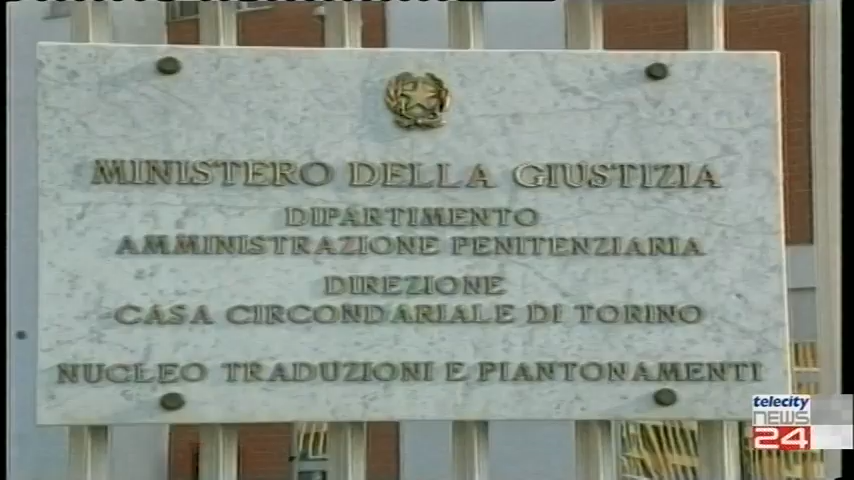 MINISTERO DELLA GIUSTIZIA
DIPARTIMENTO
AMMINISTRAZIONE PENITENZIARIA
DIREZIONE
CASA CIRCONDARIALE DI TORINO
NUCLEO TRADUZIONI E PIANTONAMENTI
telecity
NEWS
24